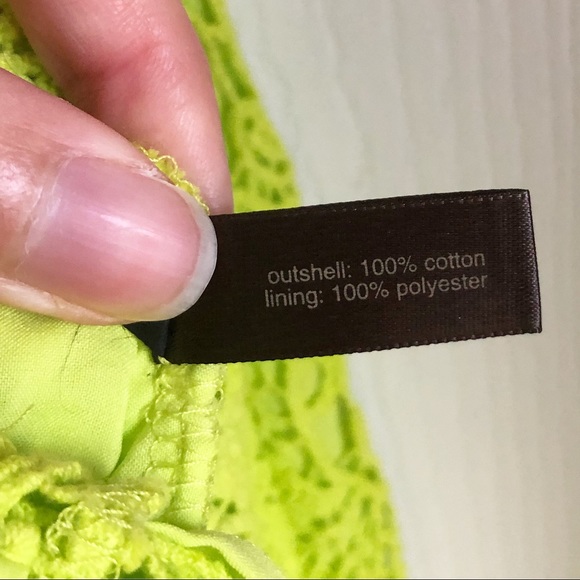 outshell: 100% cotton
lining: 100% polyester